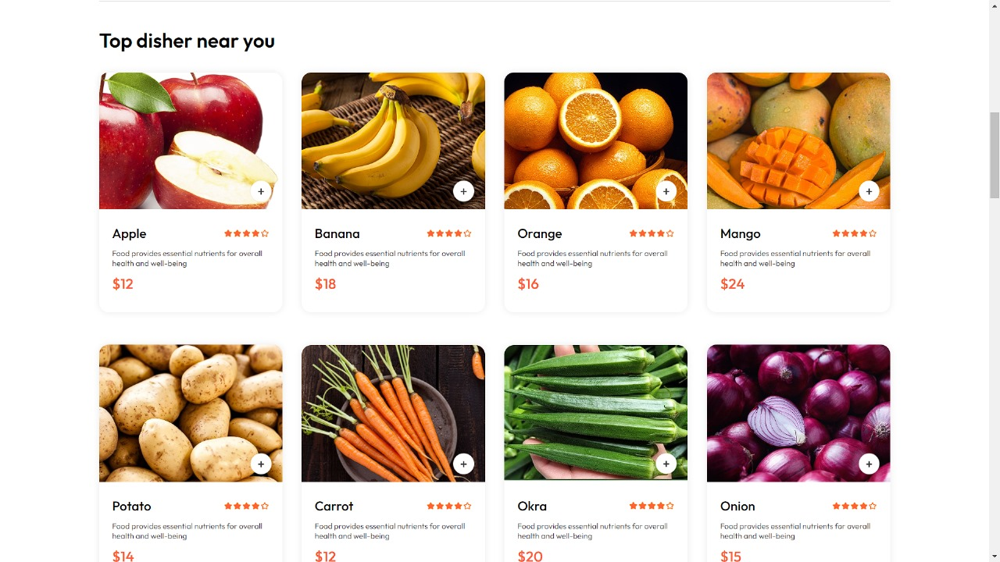 Top disher near you
Apple
Food provides essential nutrients for overall
health and well-being
$12
Banana
Food provides essential nutrients for overall
health and well-being
$18
Orange
Food provides essential nutrients for overall
health and well-being
$16
Mango
Food provides essential nutrients for overall
health and well-being
$24
Potato
Food provides essential nutrients for overall
health and well-being
$14
Carrot
Food provides essential nutrients for overall
health and well-being
$12
Okra
Food provides essential nutrients for overall
health and well-being
$20
Onion
Food provides essential nutrients for overall
health and well-being
$15